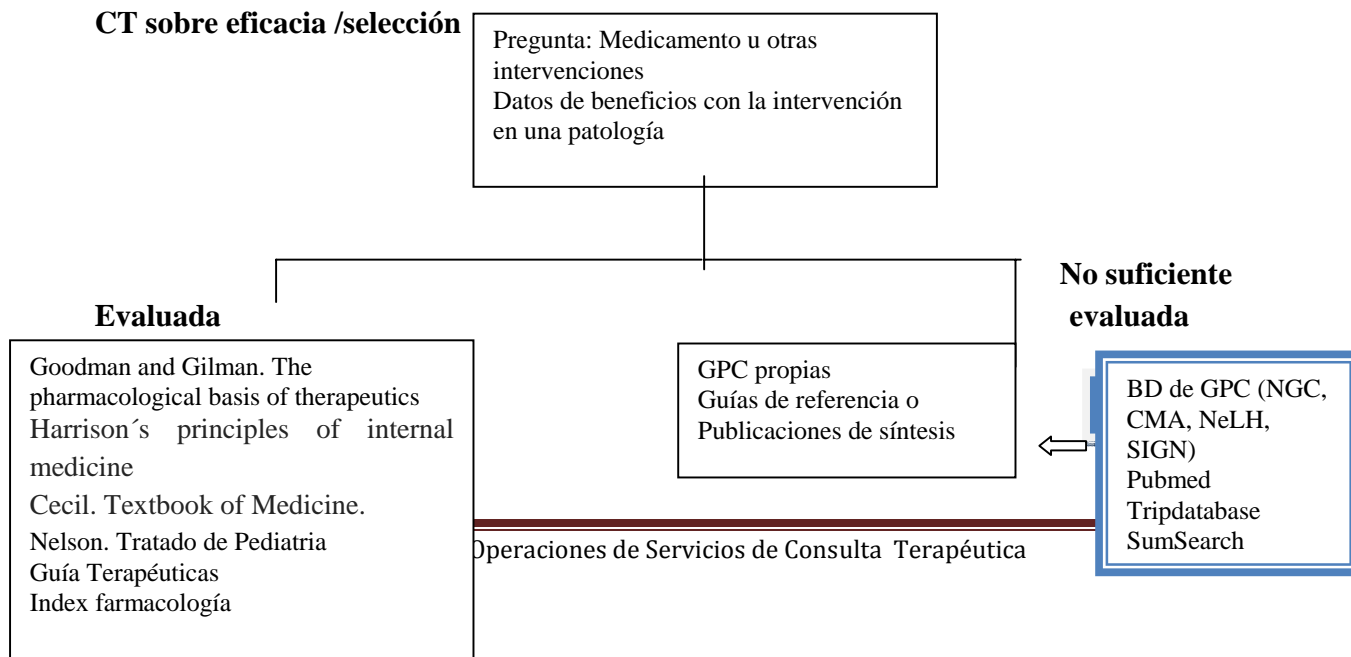 CT sobre eficacia /selección
Pregunta: Medicamento u otras
intervenciones
Datos de beneficios con la intervención
en una patología
No suficiente
evaluada
Evaluada
Goodman and Gilman. The
pharmacological basis of therapeutics
Harrison´s principles of internal
medicine
Cecil. Textbook of Medicine.
Nelson. Tratado de Pediatria
Guía Terapéuticas
Index farmacología
GPC propias
Guías de referencia o
Publicaciones de síntesis
BD de GPC (NGC,
CMA, NeLH,
SIGN)
Pubmed
Tripdatabase
SumSearch
Operaciones de Servicios de Consulta Terapéutica